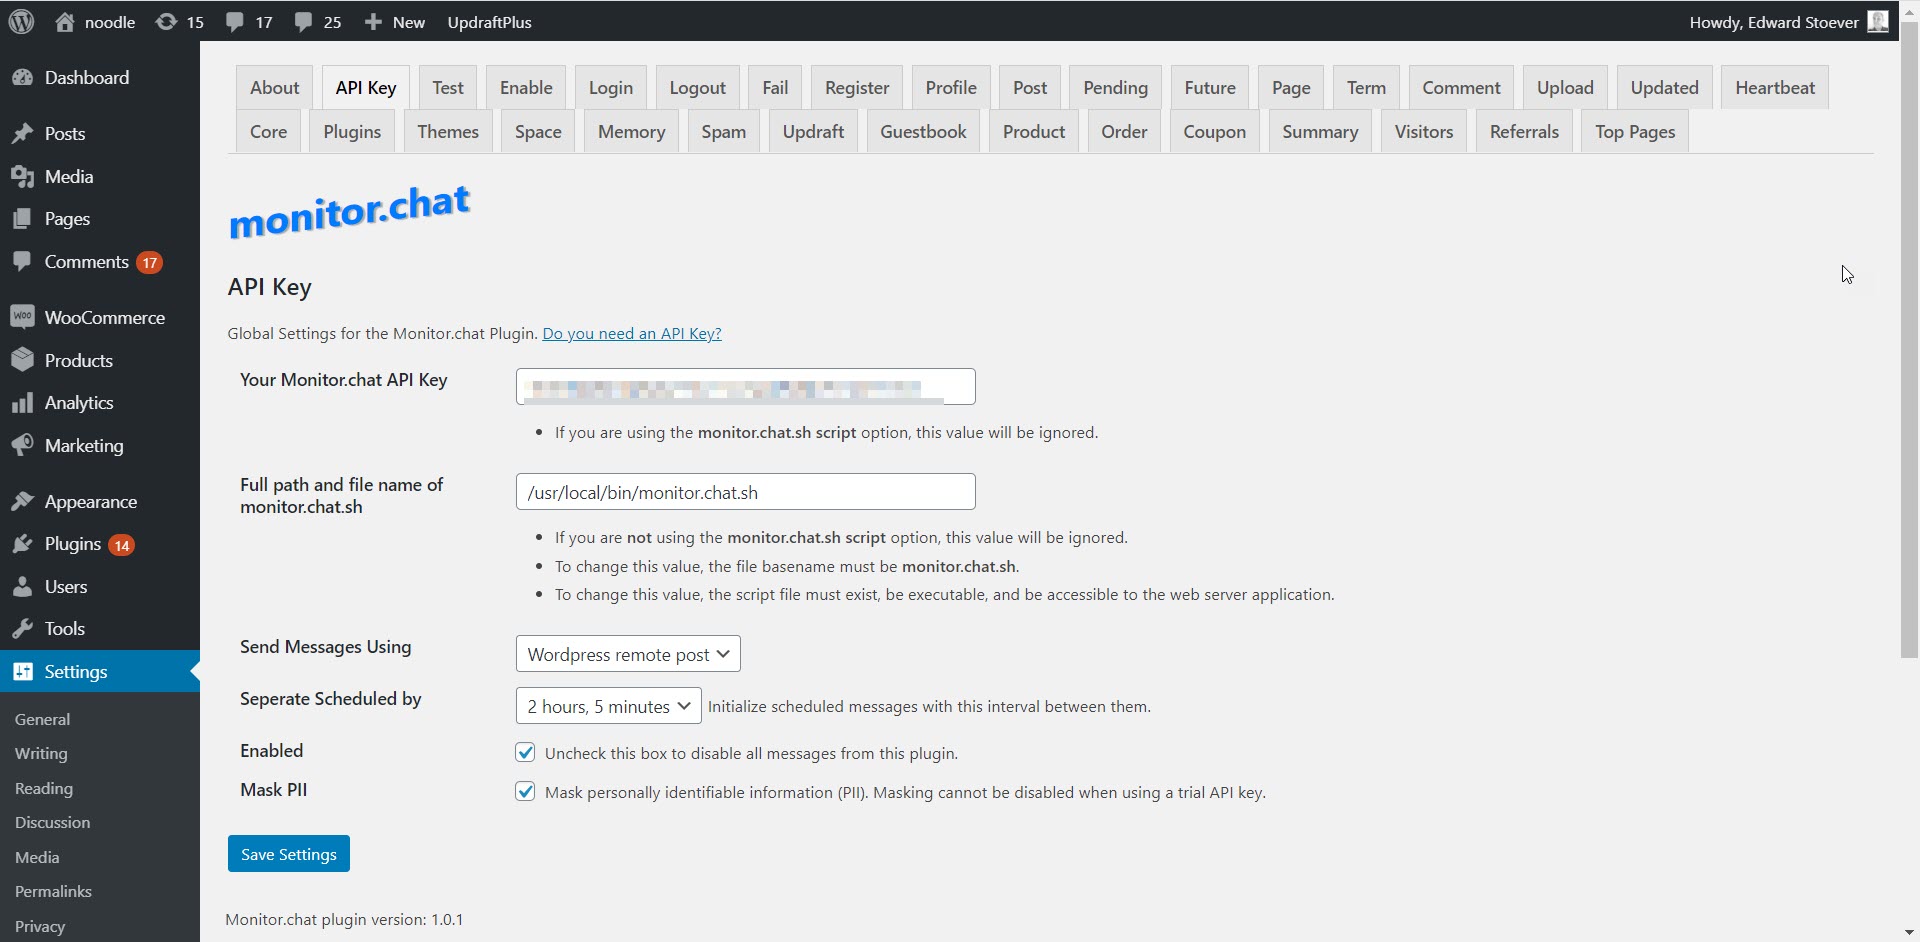 noodle 15 17 25 New UpdraftPlus Howdy, Edward Stoever
Dashboard
Posts
Media
Pages
Comments 17
WooCommerce
Products
Analytics
Marketing
Appearance
Plugins 14
Users
Tools
Settings
General
Writing
Reading
Discussion
Media
Permalinks
Privacy
About API Key Test Enable Login Logout Fail Register Profile Post Pending Future Page Term Comment Upload Updated Heartbeat
Core Plugins Themes Space Memory Spam Updraft Guestbook Product Order Coupon Summary Visitors Referrals Top Pages
monitor.chat
API Key
Global Settings for the Monitor.chat Plugin. Do you need an API Key?
Your Monitor.chat API Key
• If you are using the monitor.chat.sh script option, this value will be ignored.
Full path and file name of
monitor.chat.sh
/usr/local/bin/monitor.chat.sh
• If you are not using the monitor.chat.sh script option, this value will be ignored.
• To change this value, the file basename must be monitor.chat.sh.
• To change this value, the script file must exist, be executable, and be accessible to the web server application.
Send Messages Using Wordpress remote post
Seperate Scheduled by 2 hours, 5 minutes Initialize scheduled messages with this interval between them.
Enabled Uncheck this box to disable all messages from this plugin.
Mask PII Mask personally identifiable information (PII). Masking cannot be disabled when using a trial API key.
Save Settings
Monitor.chat plugin version: 1.0.1